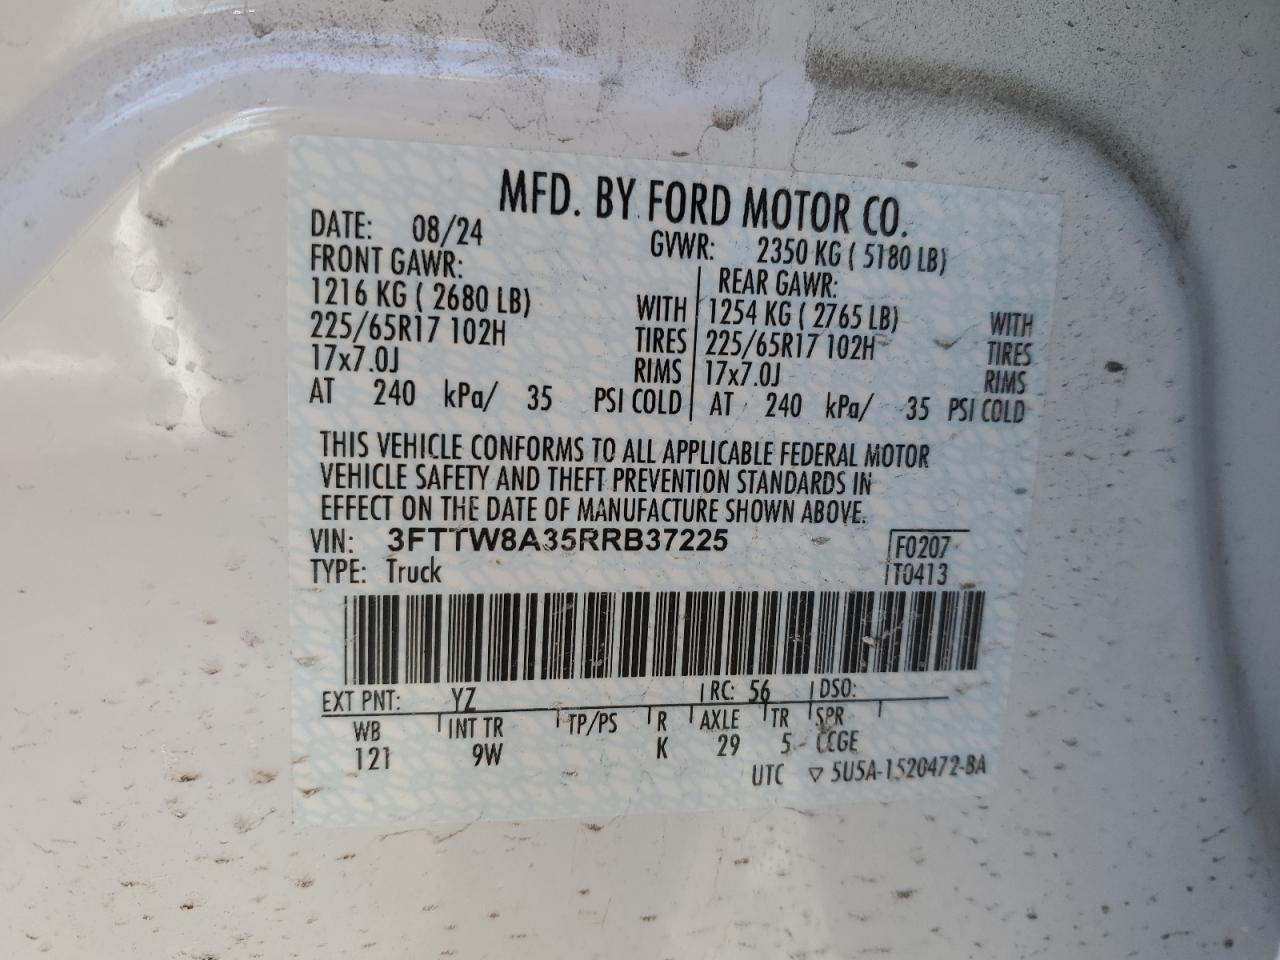 MFD. BY FORD MOTOR CO.
DATE: 08/24 GVWR: 2350 KG ( 5180 LB)
FRONT GAWR: REAR GAWR:
1216 KG ( 2680 LB) WITH 1254 KG ( 2765 LB) WITH
225/65R17 102H TIRES 225/65R17 102H TIRES
17x7.0J RIMS 17x7.0J RIMS
AT 240 kPa/ 35 PSI COLD AT 240 kPa/ 35 PSI COLD
THIS VEHICLE CONFORMS TO ALL APPLICABLE FEDERAL MOTOR
VEHICLE SAFETY AND THEFT PREVENTION STANDARDS IN
EFFECT ON THE DATE OF MANUFACTURE SHOWN ABOVE.
VIN: 3FTTW8A35RRB37225 F0207
TYPE: Truck T0413
EXT PNT: YZ RC: 56 DSO:
WB INT TR TP/PS R AXLE TR SPR
121 9W K 29 5 CCGE
UTC ▽ 5U5A-1520472-BA